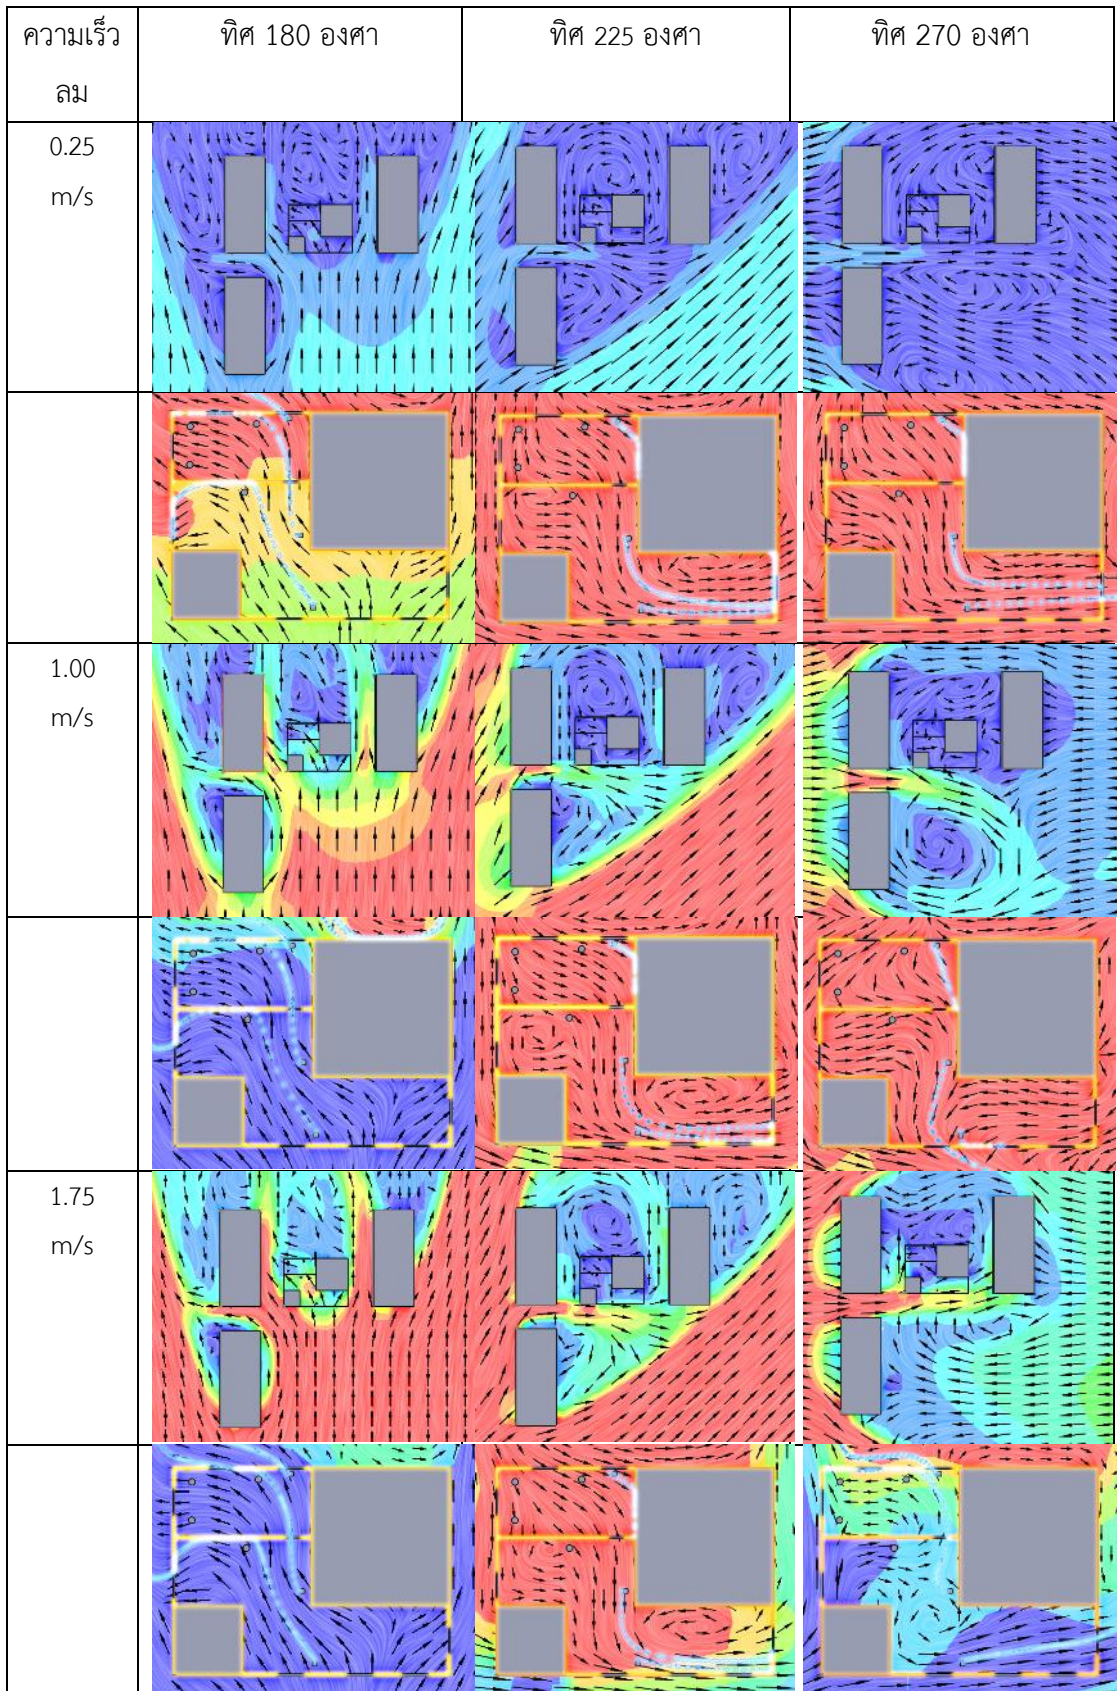 ความเร็ว
ลม
ทิศ 180 องศา
ทิศ 225 องศา
ทิศ 270 องศา
0.25
m/s
1.00
m/s
1.75
m/s